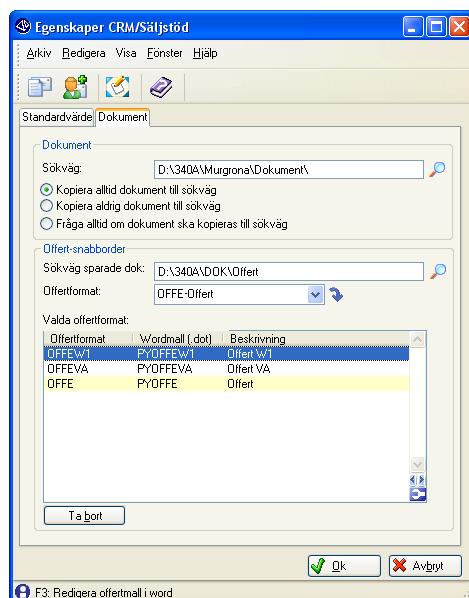 Egenskaper CRM/Säljstöd
Arkiv Redigera Visa Fönster Hjälp
Standardvärde Dokument
Dokument
Sökväg: D:\340A\Murgrona\Dokument\
Kopiera alltid dokument till sökväg
Kopiera aldrig dokument till sökväg
Fråga alltid om dokument ska kopieras till sökväg
Offert-snabborder
Sökväg sparade dok: D:\340A\DOK\Offert
Offertformat: OFFE-Offert
Valda offertformat:
Offertformat Wordmall (.dot) Beskrivning
OFFEW1 PYOFFEW1 Offert W1
OFFEVA PYOFFEVA Offert VA
OFFE PYOFFE Offert
Ta bort
Ok Avbryt
F3: Redigera offertmall i word